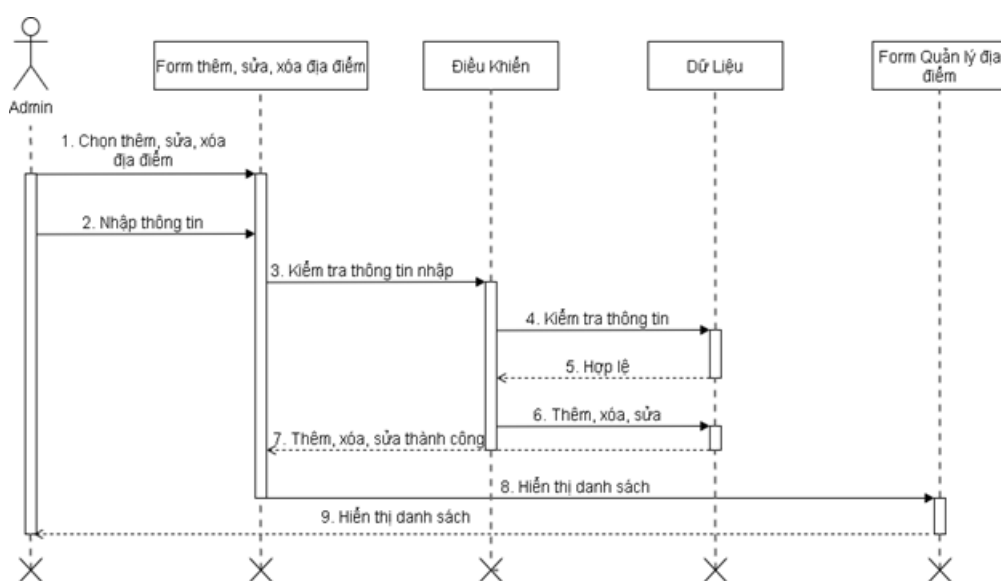 Admin
Form thêm, sửa, xóa địa điểm
Điều Khiển
Dữ Liệu
Form Quản lý địa
điểm
1. Chọn thêm, sửa, xóa
địa điểm
2. Nhập thông tin
3. Kiểm tra thông tin nhập
4. Kiểm tra thông tin
5. Hợp lệ
6. Thêm, xóa, sửa
7. Thêm, xóa, sửa thành công
8. Hiển thị danh sách
9. Hiển thị danh sách